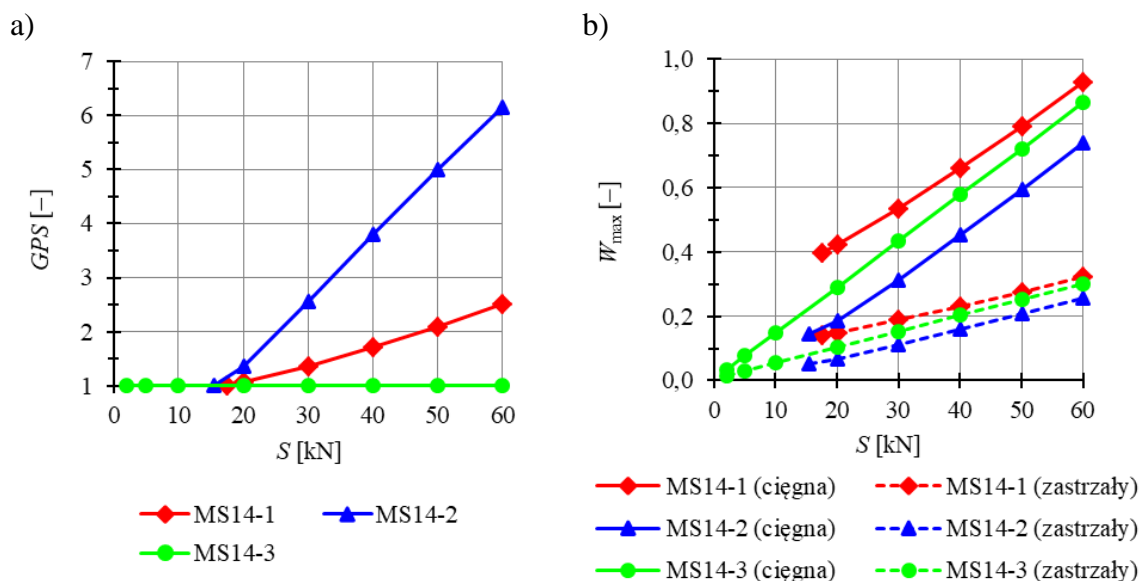 a)
7
6
5
4
3
2
1
GPS [–]
0 10 20 30 40 50 60
S [kN]
MS14-1 MS14-2
MS14-3
b)
1,0
0,8
0,6
0,4
0,2
0,0
W max [–]
0 10 20 30 40 50 60
S [kN]
MS14-1 (cięgna) MS14-1 (zastrzały)
MS14-2 (cięgna) MS14-2 (zastrzały)
MS14-3 (cięgna) MS14-3 (zastrzały)